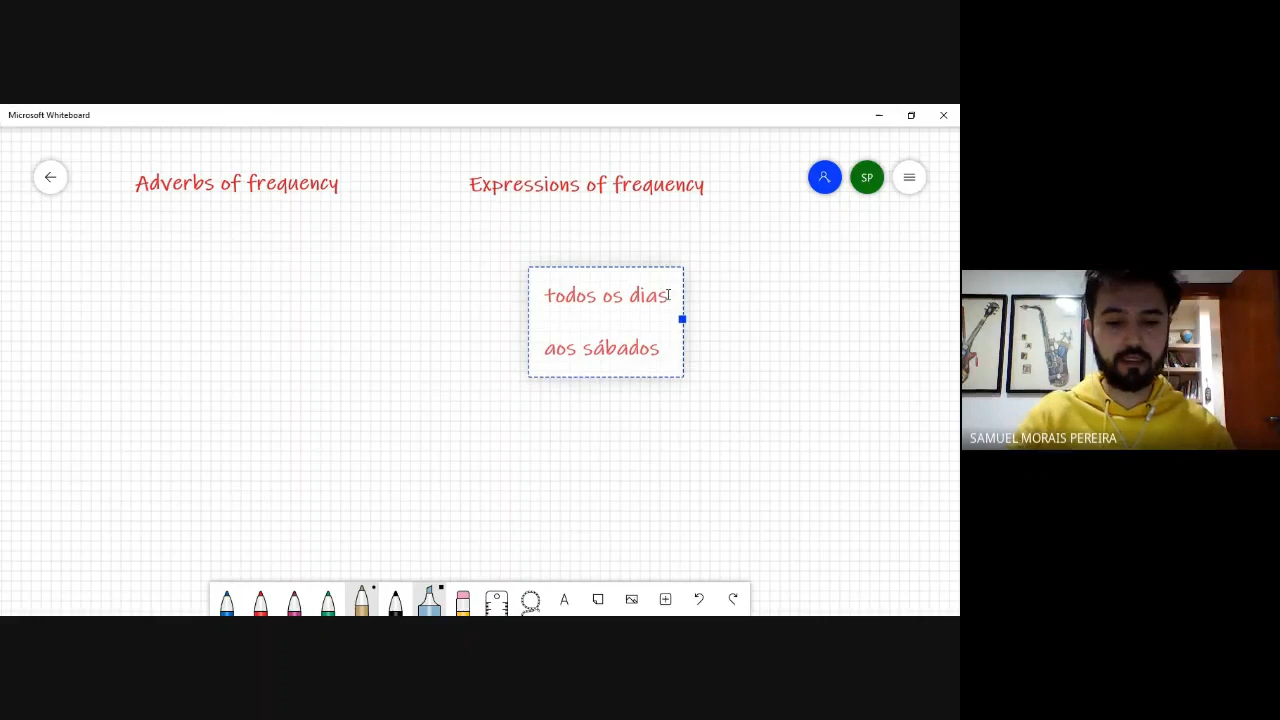 Microsoft Whiteboard
Adverbs of frequency
Expressions of frequency
SP
todos os dias
aos sábados
SAMUEL MORAIS PEREIRA
A